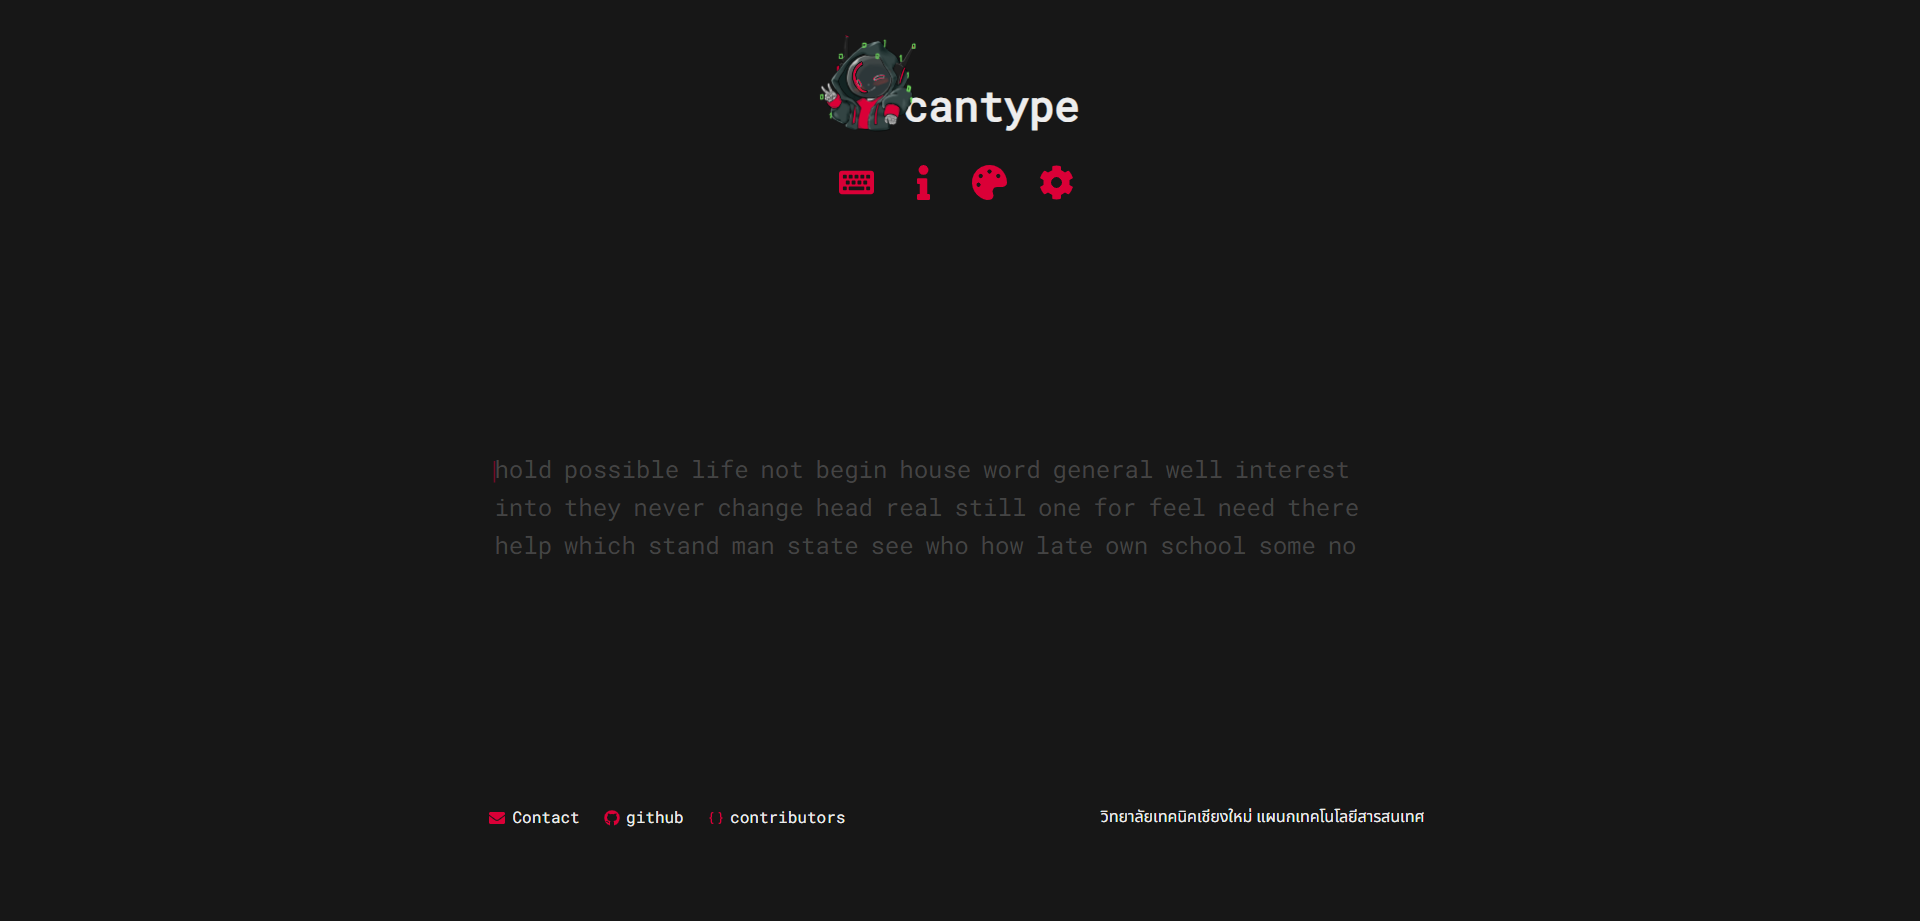 cantype
hold possible life not begin house word general well interest
into they never change head real still one for feel need there
help which stand man state see who how late own school some no
Contact github contributors วิทยาลัยเทคนิคเชียงใหม่ แผนกเทคโนโลยีสารสนเทศ